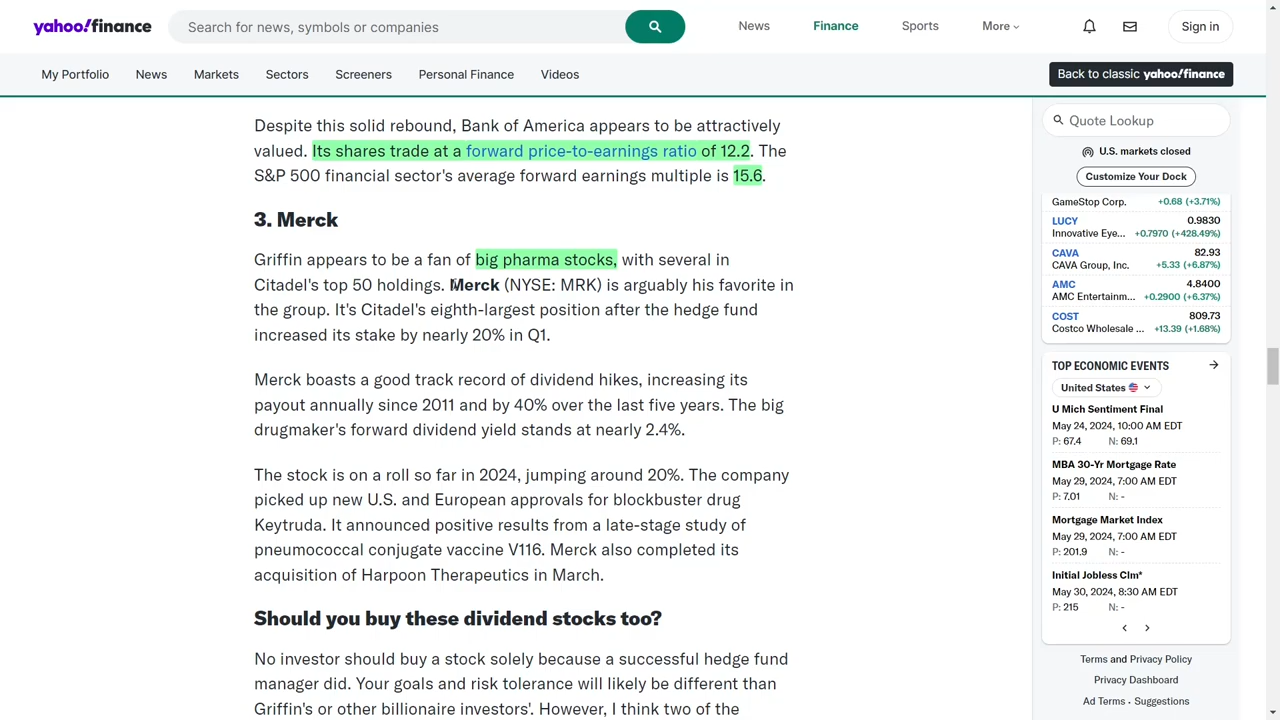 yahoo!finance
Search for news, symbols or companies
News
Finance
Sports
More
Sign in
My Portfolio
News
Markets
Sectors
Screeners
Personal Finance
Videos
Back to classic yahoo!finance
Despite this solid rebound, Bank of America appears to be attractively
valued. Its shares trade at a forward price-to-earnings ratio of 12.2. The
S&P 500 financial sector's average forward earnings multiple is 15.6.
3. Merck
Griffin appears to be a fan of big pharma stocks, with several in
Citadel's top 50 holdings. Merck (NYSE: MRK) is arguably his favorite in
the group. It's Citadel's eighth-largest position after the hedge fund
increased its stake by nearly 20% in Q1.
Merck boasts a good track record of dividend hikes, increasing its
payout annually since 2011 and by 40% over the last five years. The big
drugmaker's forward dividend yield stands at nearly 2.4%.
The stock is on a roll so far in 2024, jumping around 20%. The company
picked up new U.S. and European approvals for blockbuster drug
Keytruda. It announced positive results from a late-stage study of
pneumococcal conjugate vaccine V116. Merck also completed its
acquisition of Harpoon Therapeutics in March.
Should you buy these dividend stocks too?
No investor should buy a stock solely because a successful hedge fund
manager did. Your goals and risk tolerance will likely be different than
Griffin's or other billionaire investors'. However, I think two of the
Quote Lookup
U.S. markets closed
Customize Your Dock
GameStop Corp. +0.68 (+3.71%)
LUCY 0.9830
Innovative Eye... +0.7970 (+428.49%)
CAVA 82.93
CAVA Group, Inc. +5.33 (+6.87%)
AMC 4.8400
AMC Entertainm... +0.2900 (+6.37%)
COST 809.73
Costco Wholesale ... +13.39 (+1.68%)
TOP ECONOMIC EVENTS
United States
U Mich Sentiment Final
May 24, 2024, 10:00 AM EDT
P: 67.4 N: 69.1
MBA 30-Yr Mortgage Rate
May 29, 2024, 7:00 AM EDT
P: 7.01 N: -
Mortgage Market Index
May 29, 2024, 7:00 AM EDT
P: 201.9 N: -
Initial Jobless Clm*
May 30, 2024, 8:30 AM EDT
P: 215 N: -
Terms and Privacy Policy
Privacy Dashboard
Ad Terms • Suggestions